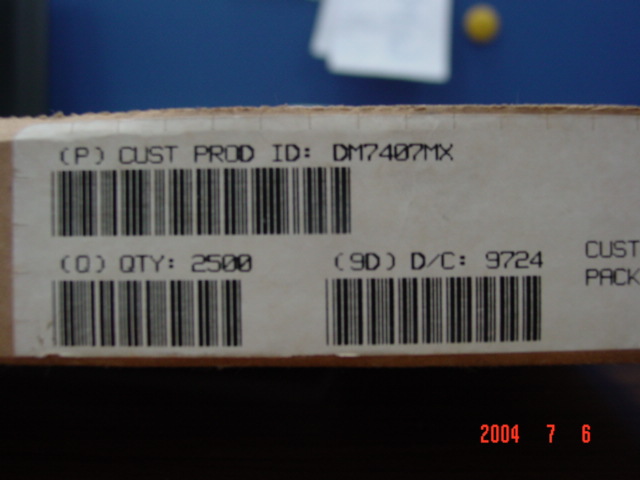 (P) CUST PROD ID: DM7407MX
(Q) QTY: 2500
(9D) D/C: 9724
CUST
PACK
2004 7 6